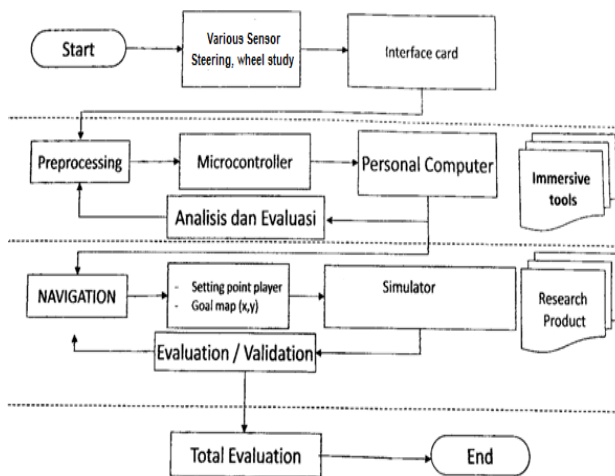 Start
Various Sensor
Steering, wheel study
Interface card
Preprocessing
Microcontroller
Personal Computer
Immersive
tools
Analisis dan Evaluasi
NAVIGATION
- Setting point player
- Goal map (x,y)
Simulator
Research
Product
Evaluation / Validation
Total Evaluation
End